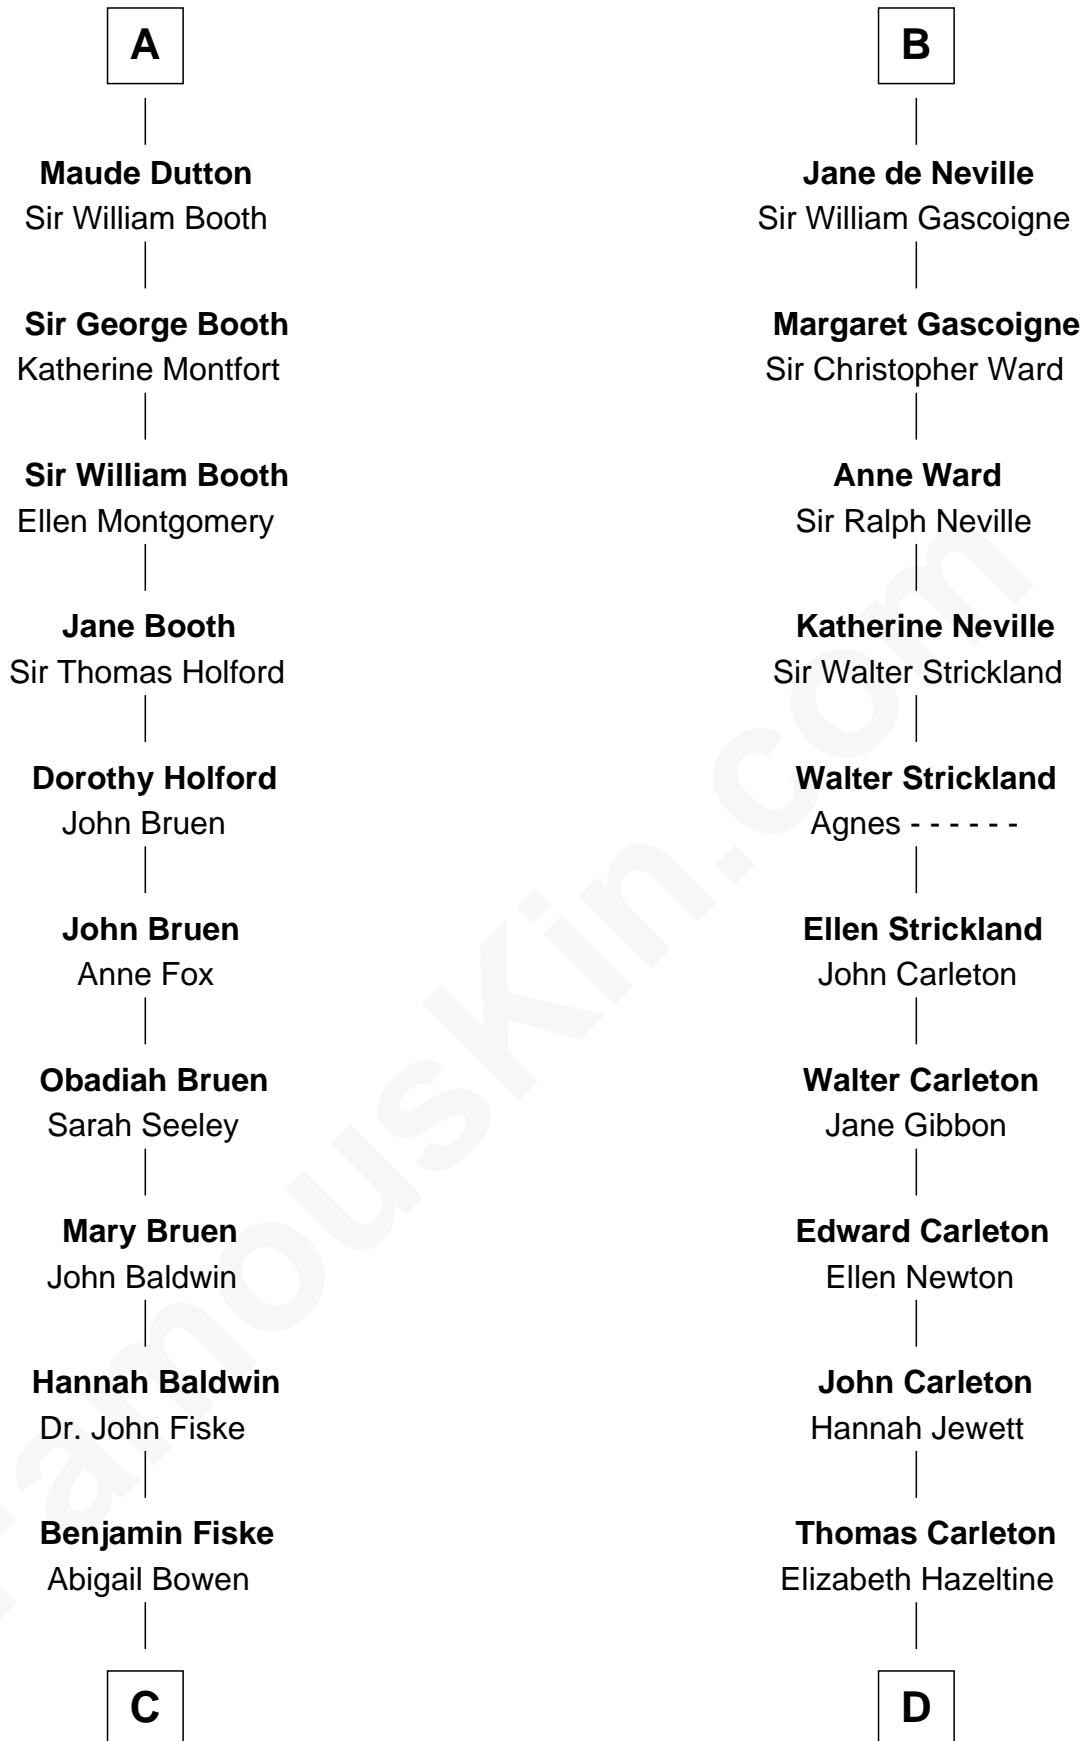 A
Maude Dutton
Sir William Booth
Sir George Booth
Katherine Montfort
Sir William Booth
Ellen Montgomery
Jane Booth
Sir Thomas Holford
Dorothy Holford
John Bruen
John Bruen
Anne Fox
Obadiah Bruen
Sarah Seeley
Mary Bruen
John Baldwin
Hannah Baldwin
Dr. John Fiske
Benjamin Fiske
Abigail Bowen
C
B
Jane de Neville
Sir William Gascoigne
Margaret Gascoigne
Sir Christopher Ward
Anne Ward
Sir Ralph Neville
Katherine Neville
Sir Walter Strickland
Walter Strickland
Agnes - - - - - -
Ellen Strickland
John Carleton
Walter Carleton
Jane Gibbon
Edward Carleton
Ellen Newton
John Carleton
Hannah Jewett
Thomas Carleton
Elizabeth Hazeltine
D
FamousKin.com